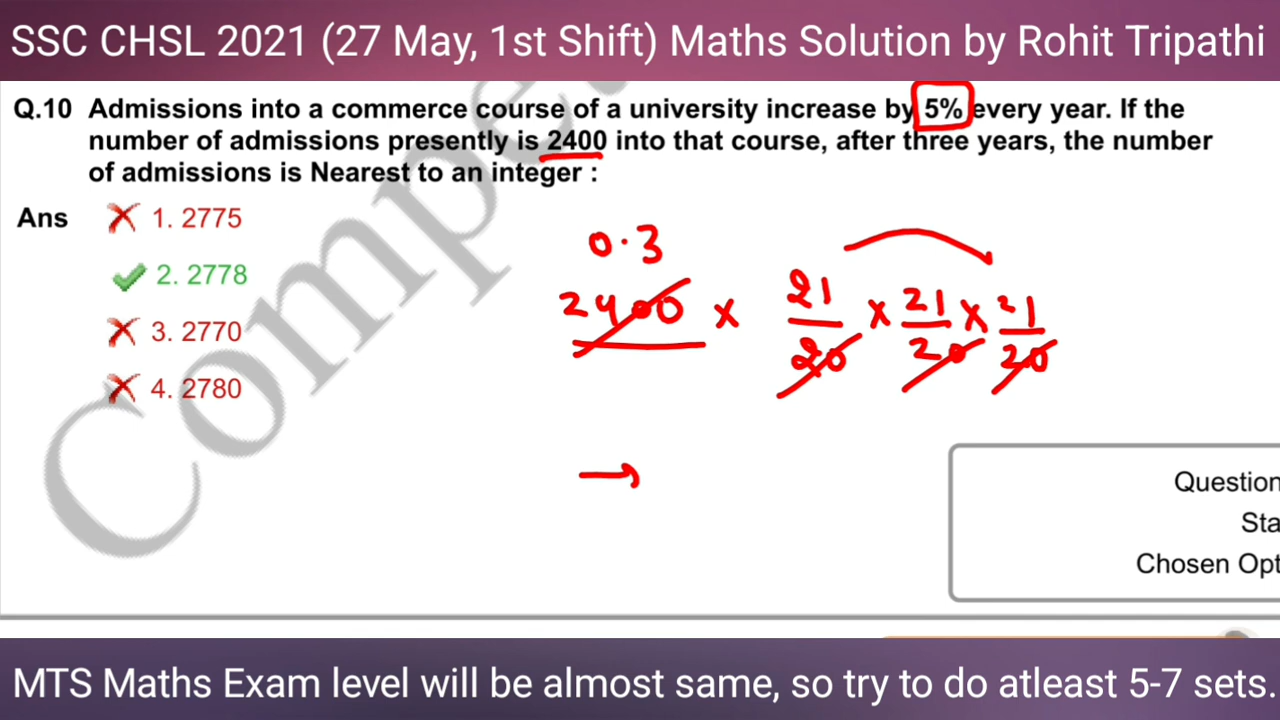 SSC CHSL 2021 (27 May, 1st Shift) Maths Solution by Rohit Tripathi
Q.10 Admissions into a commerce course of a university increase by 5% every year. If the
number of admissions presently is 2400 into that course, after three years, the number
of admissions is Nearest to an integer :
Ans 1. 2775
2. 2778
3. 2770
4. 2780
0.3
2400 × 21/20 × 21/20 × 21/20
→
Compe
Question
Sta
Chosen Opt
MTS Maths Exam level will be almost same, so try to do atleast 5-7 sets.